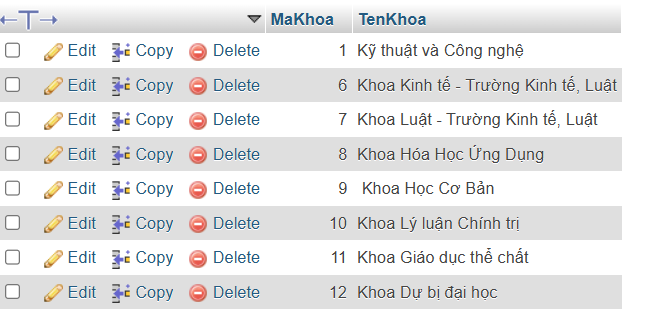 MaKhoa TenKhoa
Edit Copy Delete 1 Kỹ thuật và Công nghệ
Edit Copy Delete 6 Khoa Kinh tế - Trường Kinh tế, Luật
Edit Copy Delete 7 Khoa Luật - Trường Kinh tế, Luật
Edit Copy Delete 8 Khoa Hóa Học Ứng Dụng
Edit Copy Delete 9 Khoa Học Cơ Bản
Edit Copy Delete 10 Khoa Lý luận Chính trị
Edit Copy Delete 11 Khoa Giáo dục thể chất
Edit Copy Delete 12 Khoa Dự bị đại học